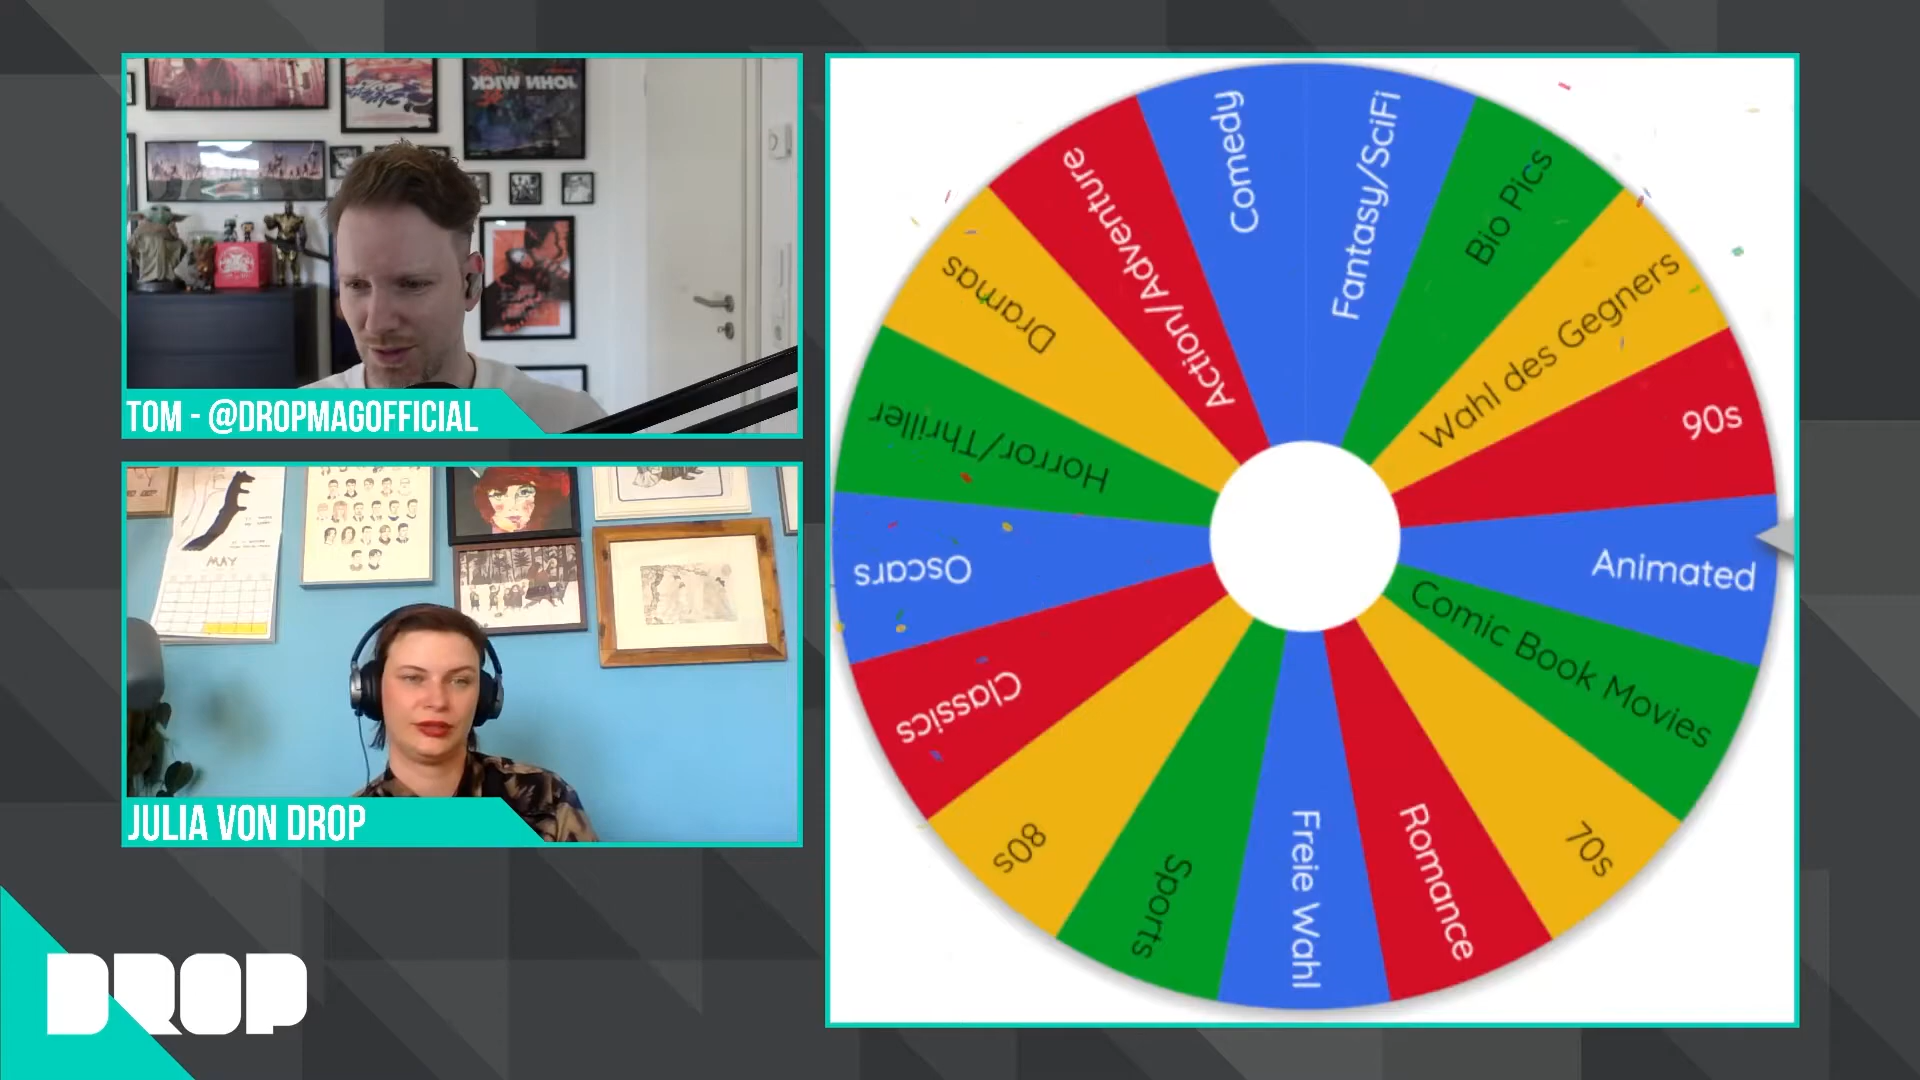 JOHN WICK
TOM - @DROPMAGOFFICIAL
MAY
JULIA VON DROP
DROP
Comedy
Fantasy/SciFi
Bio Pics
Wahl des Gegners
90s
Animated
Comic Book Movies
70s
Romance
Freie Wahl
Sports
80s
Classics
Oscars
Horror/Thriller
Dramas
Action/Adventure